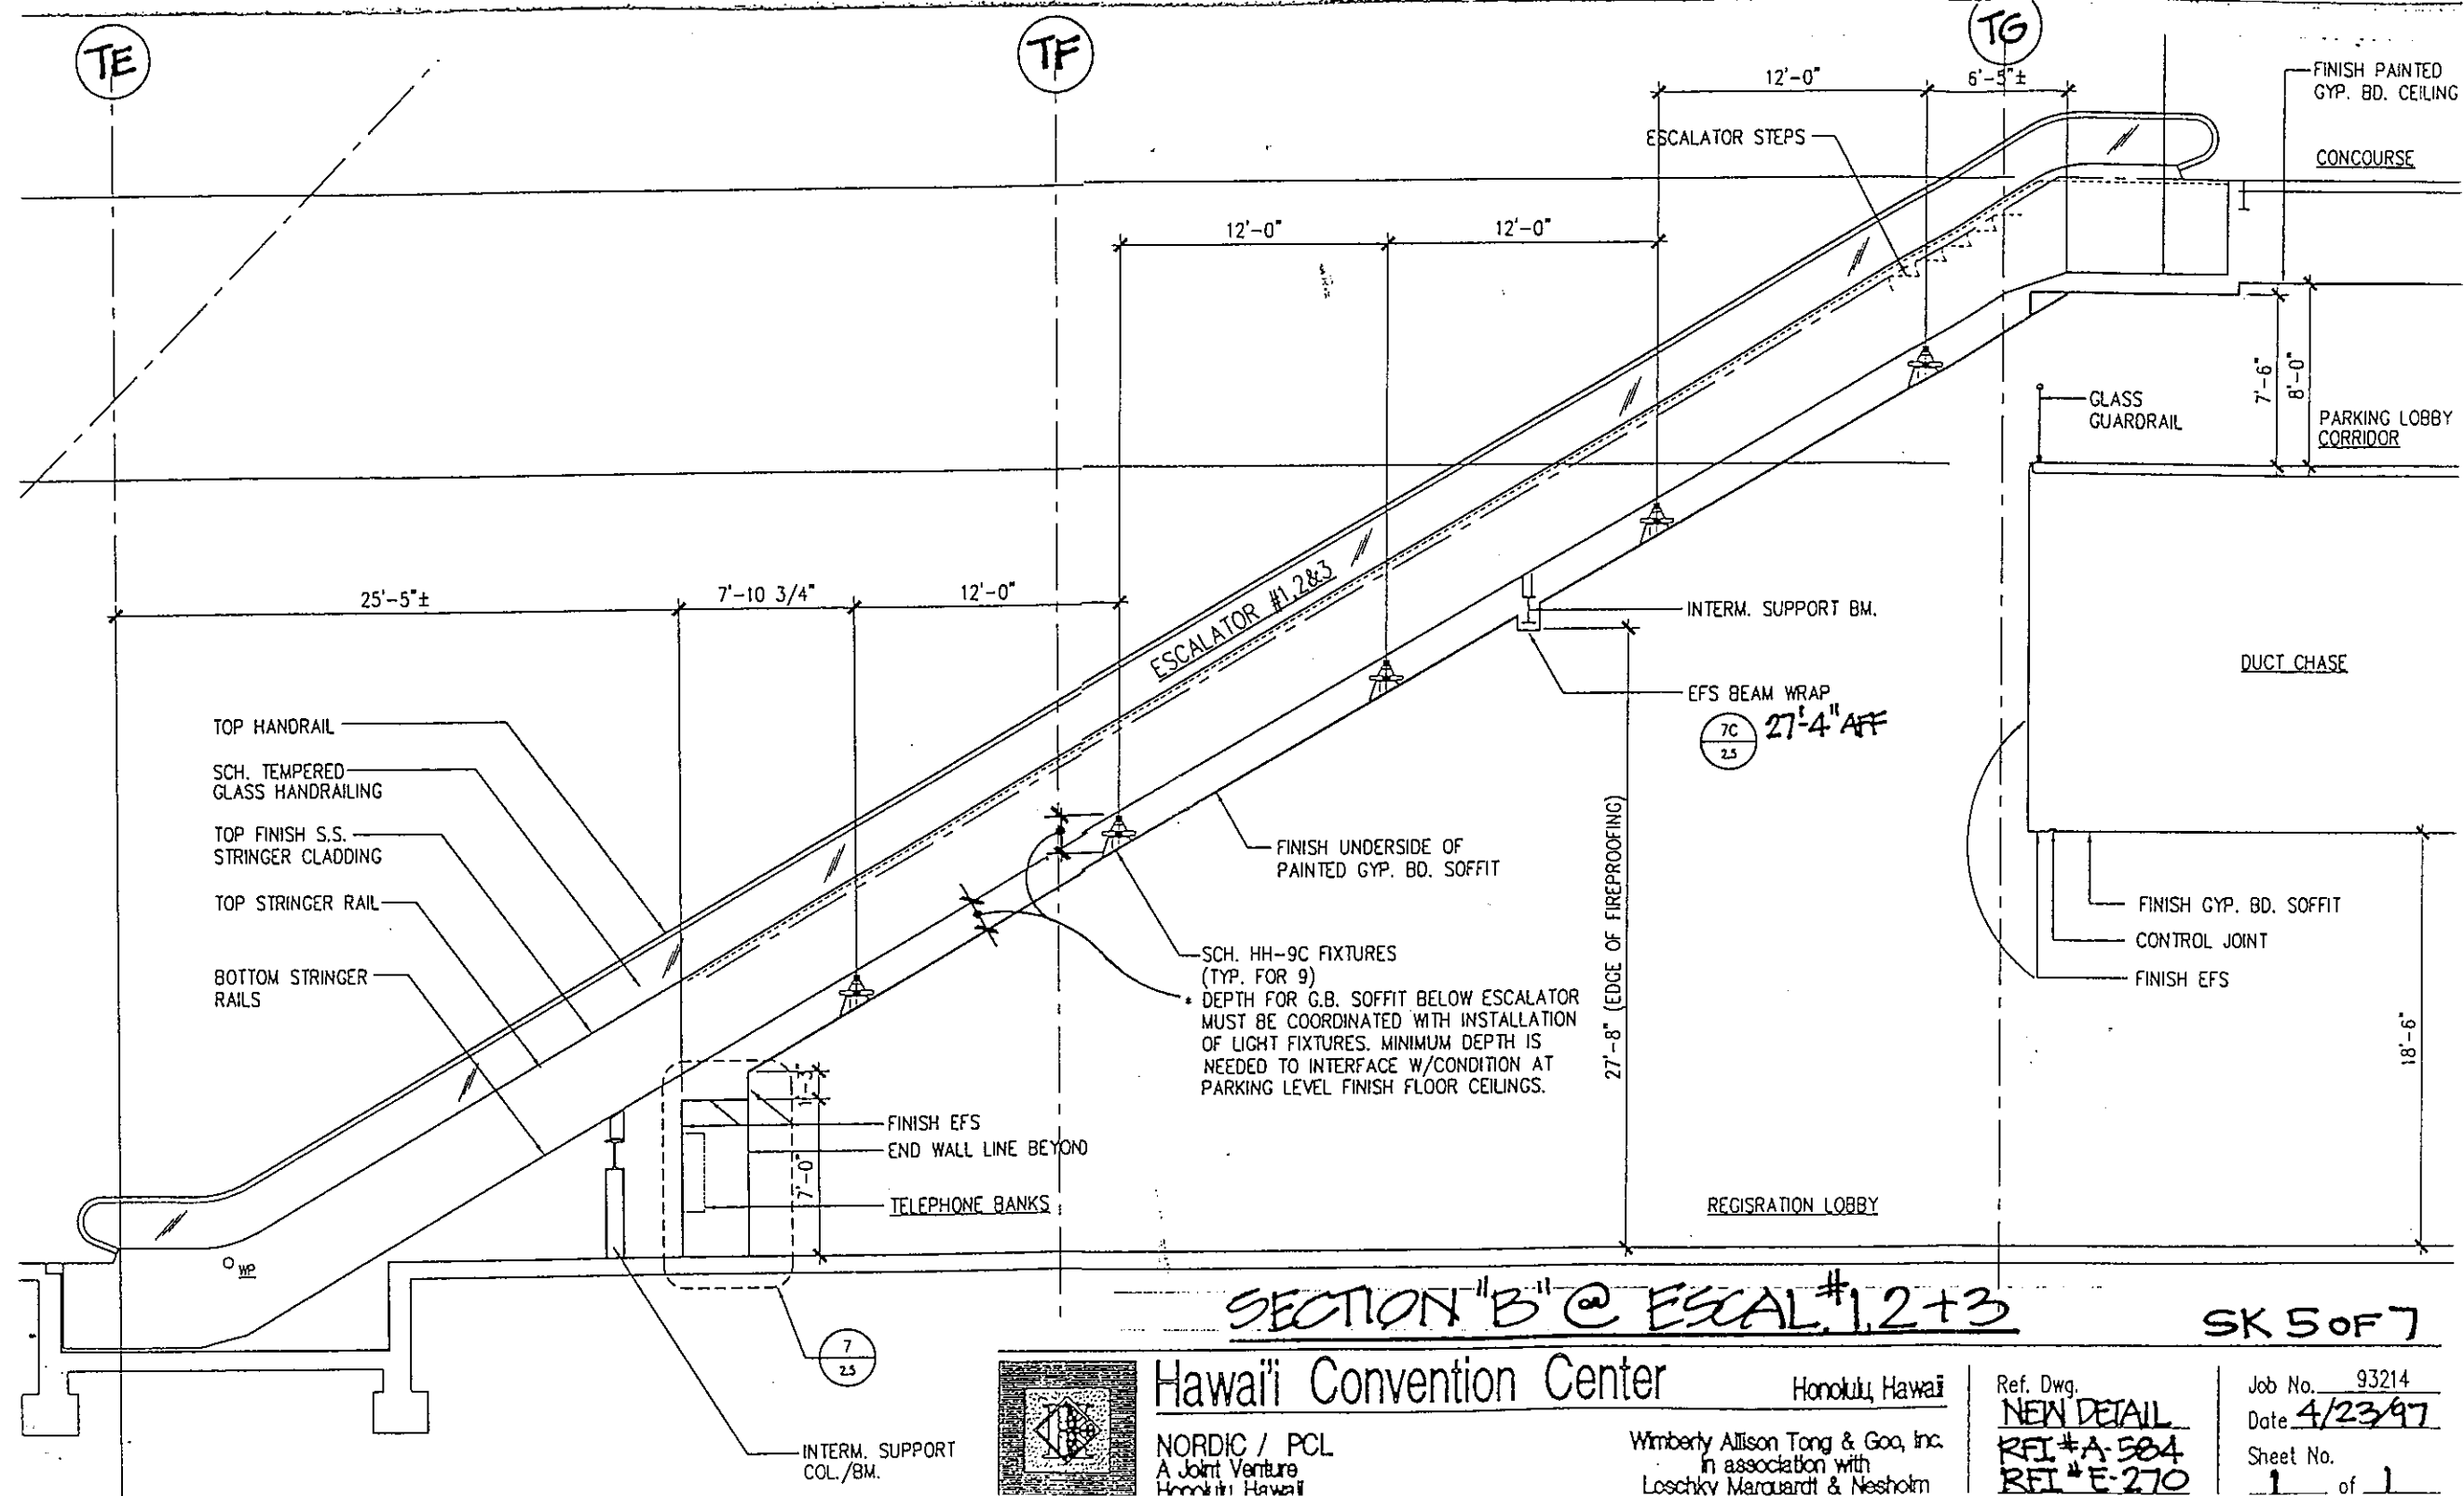 TE
TF
TG
12'-0"
6'-5"±
FINISH PAINTED
GYP. BD. CEILING
ESCALATOR STEPS
CONCOURSE
12'-0"
12'-0"
7'-6"
8'-0"
GLASS
GUARDRAIL
PARKING LOBBY
CORRIDOR
25'-5"±
7'-10 3/4"
12'-0"
ESCALATOR #1,2&3
INTERM. SUPPORT BM.
DUCT CHASE
EFS BEAM WRAP
7C
25
27'-4" AFF
TOP HANDRAIL
SCH. TEMPERED
GLASS HANDRAILING
TOP FINISH S.S.
STRINGER CLADDING
TOP STRINGER RAIL
BOTTOM STRINGER
RAILS
FINISH UNDERSIDE OF
PAINTED GYP. BD. SOFFIT
27'-8" (EDGE OF FIREPROOFING)
FINISH GYP. BD. SOFFIT
CONTROL JOINT
FINISH EFS
SCH. HH-9C FIXTURES
(TYP. FOR 9)
* DEPTH FOR G.B. SOFFIT BELOW ESCALATOR
MUST BE COORDINATED WITH INSTALLATION
OF LIGHT FIXTURES. MINIMUM DEPTH IS
NEEDED TO INTERFACE W/CONDITION AT
PARKING LEVEL FINISH FLOOR CEILINGS.
18'-6"
1'-3"
FINISH EFS
END WALL LINE BEYOND
7'-0"
TELEPHONE BANKS
REGISRATION LOBBY
WP
7
25
INTERM. SUPPORT
COL./BM.
SECTION "B" @ ESCAL. #1,2+3
SK 5 OF 7
Hawai'i Convention Center
Honolulu, Hawaii
NORDIC / PCL
A Joint Venture
Honolulu, Hawaii
Wimberly Allison Tong & Goo, Inc.
in association with
Loschky Marquardt & Nesholm
Ref. Dwg.
NEW DETAIL
RFI #A-584
RFI #E-270
Job No. 93214
Date 4/23/97
Sheet No.
1 of 1